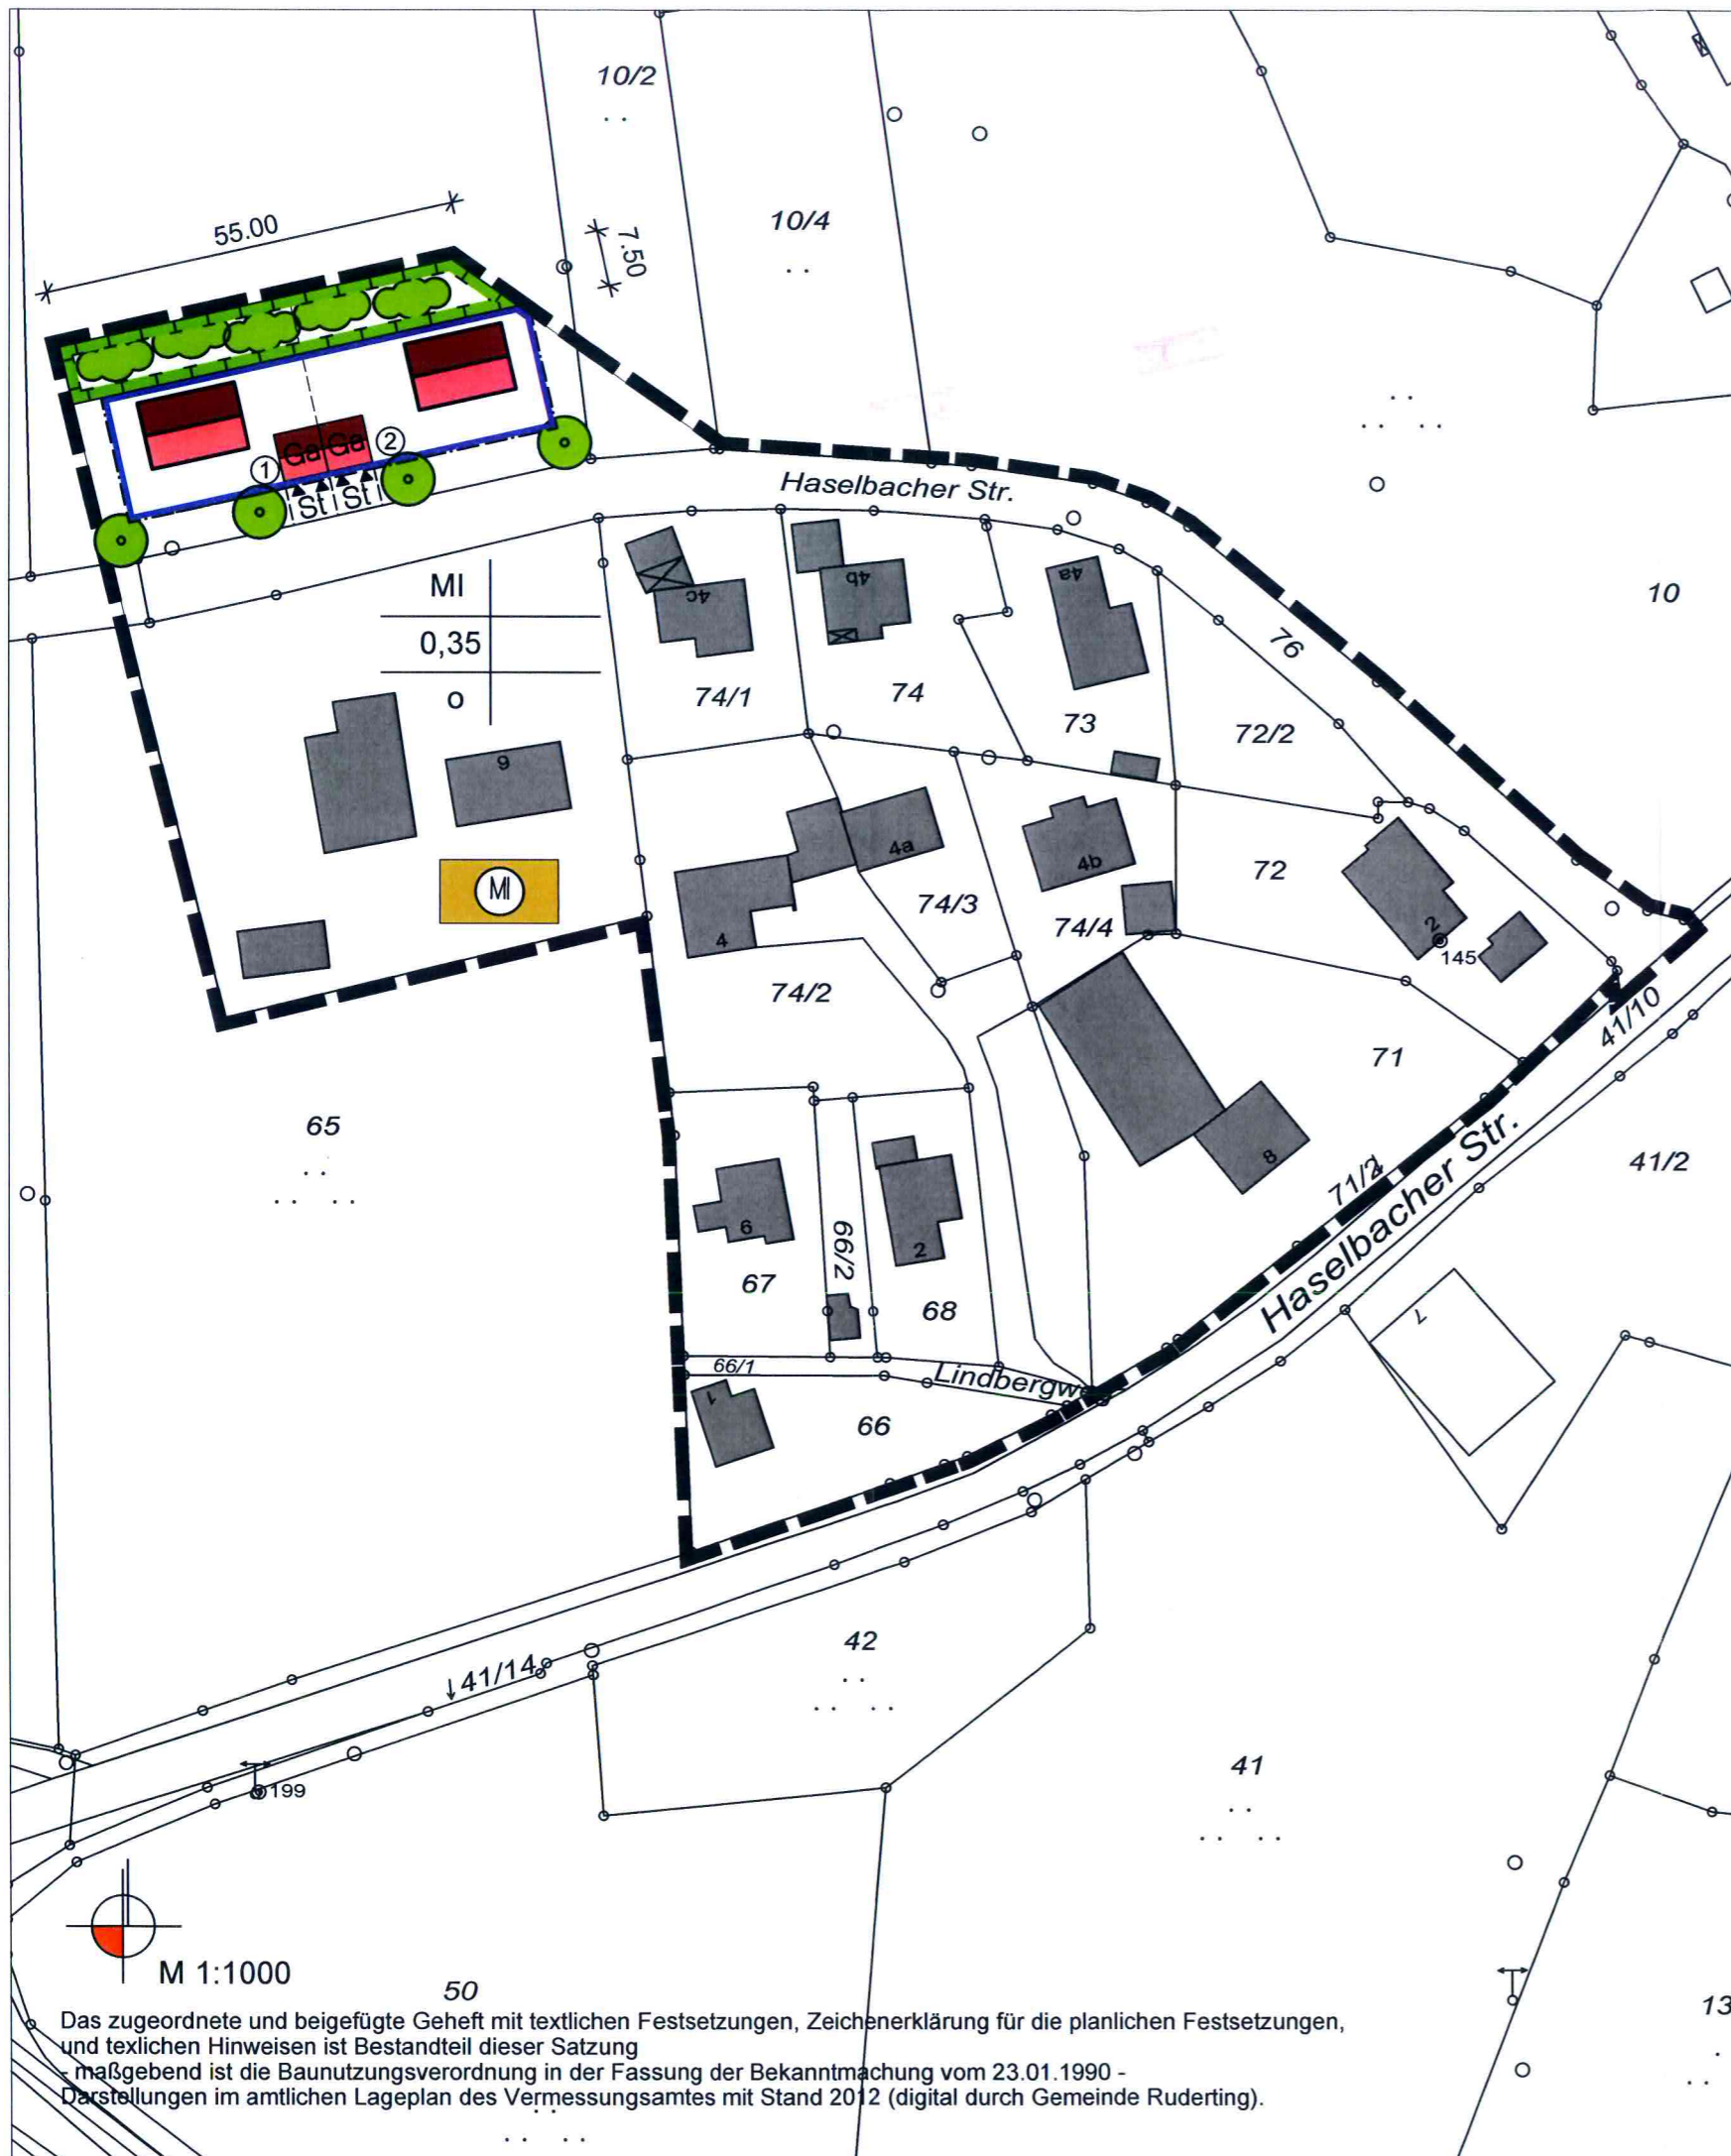 10/2
10/4
55.00
7.50
Haselbacher Str.
Ga Ga
1
2
St St
MI
0,35
o
4c
4b
4a
76
10
74/1
74
73
72/2
9
MI
4a
4b
72
74/3
74/4
4
2
145
74/2
41/10
71
65
8
41/2
71/2
Haselbacher Str.
6
66/2
2
67
68
7
66/1
Lindbergwe
1
66
42
41/14
41
199
M 1:1000
50
13
Das zugeordnete und beigefügte Geheft mit textlichen Festsetzungen, Zeichenerklärung für die planlichen Festsetzungen,
und texlichen Hinweisen ist Bestandteil dieser Satzung
- maßgebend ist die Baunutzungsverordnung in der Fassung der Bekanntmachung vom 23.01.1990 -
Darstellungen im amtlichen Lageplan des Vermessungsamtes mit Stand 2012 (digital durch Gemeinde Ruderting).